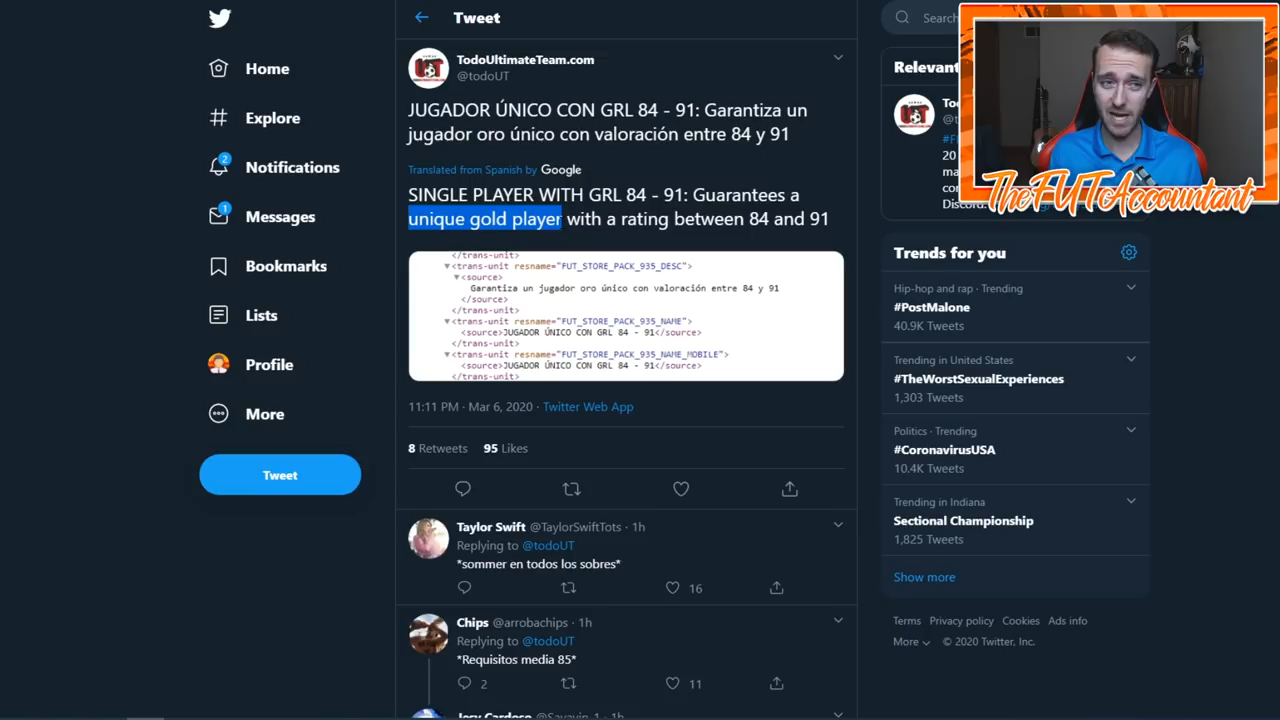 Home
Explore
2
Notifications
1
Messages
Bookmarks
Lists
Profile
More
Tweet
Tweet
TodoUltimateTeam.com
@todoUT
JUGADOR ÚNICO CON GRL 84 - 91: Garantiza un
jugador oro único con valoración entre 84 y 91
Translated from Spanish by Google
SINGLE PLAYER WITH GRL 84 - 91: Guarantees a
unique gold player with a rating between 84 and 91
</trans-unit>
▼<trans-unit resname="FUT_STORE_PACK_935_DESC">
▼<source>
Garantiza un jugador oro único con valoración entre 84 y 91
</source>
</trans-unit>
▼<trans-unit resname="FUT_STORE_PACK_935_NAME">
<source>JUGADOR ÚNICO CON GRL 84 - 91</source>
</trans-unit>
▼<trans-unit resname="FUT_STORE_PACK_935_NAME_MOBILE">
<source>JUGADOR ÚNICO CON GRL 84 - 91</source>
</trans-unit>
11:11 PM · Mar 6, 2020 · Twitter Web App
8 Retweets 95 Likes
Taylor Swift @TaylorSwiftTots · 1h
Replying to @todoUT
*sommer en todos los sobres*
16
Chips @arrobachips · 1h
Replying to @todoUT
*Requisitos media 85*
2 11
Search
Relevan
TheFUTAccountant
Discord
Trends for you
Hip-hop and rap · Trending
#PostMalone
40.9K Tweets
Trending in United States
#TheWorstSexualExperiences
1,303 Tweets
Politics · Trending
#CoronavirusUSA
10.4K Tweets
Trending in Indiana
Sectional Championship
1,825 Tweets
Show more
Terms Privacy policy Cookies Ads info
More © 2020 Twitter, Inc.